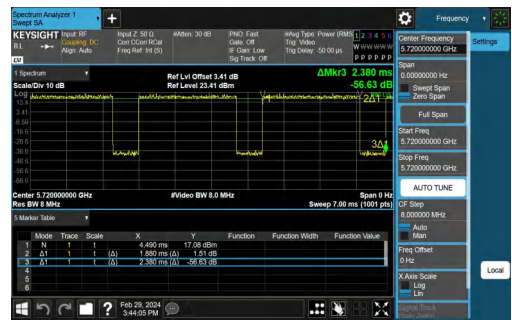 Spectrum Analyzer 1
Swept SA
+
Frequency
KEYSIGHT
RL
Input: RF
Coupling: DC
Align: Auto
Input Z: 50 Ω
Corr CCorr RCal
Freq Ref: Int (S)
#Atten: 30 dB
PNO: Fast
Gate: Off
IF Gain: Low
Sig Track: Off
#Avg Type: Power (RMS
Trig: Video
Trig Delay: -50.00 µs
1 2 3 4 5 6
W W W W W W
P P P P P P
LVI
1 Spectrum
Scale/Div 10 dB
Ref Lvl Offset 3.41 dB
Ref Level 23.41 dBm
ΔMkr3 2.380 ms
-56.63 dB
Log
13.4
3.41
-6.59
-16.6
-26.6
-36.6
-46.6
-56.6
-66.6
2Δ1
3Δ1
Center 5.720000000 GHz
Res BW 8 MHz
#Video BW 8.0 MHz
Span 0 Hz
Sweep 7.00 ms (1001 pts)
5 Marker Table
Mode Trace Scale X Y Function Function Width Function Value
1 N 1 t 4.490 ms 17.08 dBm
2 Δ1 1 t (Δ) 1.880 ms (Δ) 1.51 dB
3 Δ1 1 t (Δ) 2.380 ms (Δ) -56.63 dB
4
5
6
Feb 29, 2024
3:44:05 PM
Center Frequency
5.720000000 GHz
Settings
Span
0.00000000 Hz
Swept Span
Zero Span
Full Span
Start Freq
5.720000000 GHz
Stop Freq
5.720000000 GHz
AUTO TUNE
CF Step
8.000000 MHz
Auto
Man
Freq Offset
0 Hz
X Axis Scale
Log
Lin
Signal Track
(Span Zoom)
Local